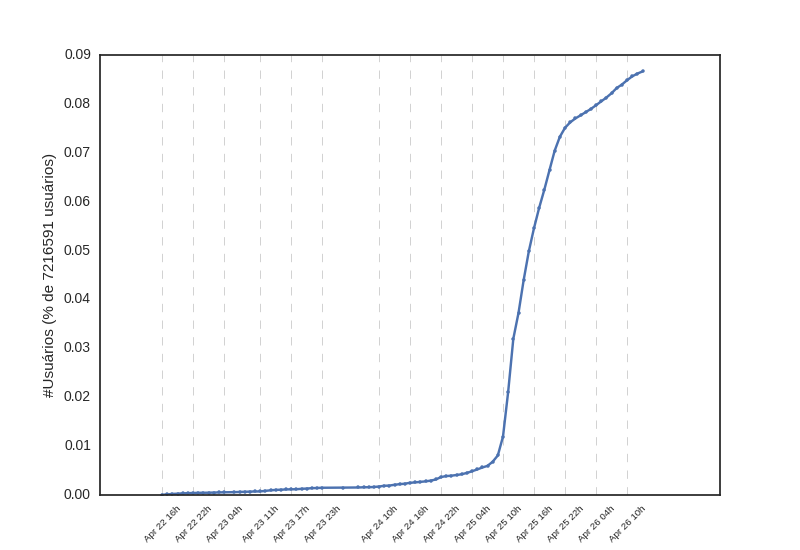 0.09
0.08
0.07
0.06
0.05
0.04
0.03
0.02
0.01
0.00
#Usuários (% de 7216591 usuários)
Apr 22 16h
Apr 22 22h
Apr 23 04h
Apr 23 11h
Apr 23 17h
Apr 23 23h
Apr 24 10h
Apr 24 16h
Apr 24 22h
Apr 25 04h
Apr 25 10h
Apr 25 16h
Apr 25 22h
Apr 26 04h
Apr 26 10h